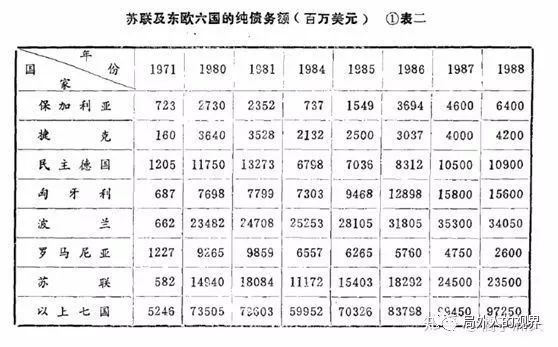 苏联及东欧六国的纯债务额（百万美元） ①表二
国家 年份 1971 1980 1981 1984 1985 1986 1987 1988
保加利亚 723 2730 2352 737 1549 3694 4600 6400
捷克 160 3640 3528 2132 2500 3037 4000 4200
民主德国 1205 11750 13273 6798 7036 8312 10500 10900
匈牙利 687 7698 7799 7303 9468 12898 15800 15600
波兰 662 23482 24708 25253 28105 31805 35300 34050
罗马尼亚 1227 9265 9859 6557 6265 5760 4750 2600
苏联 582 14940 18084 11172 15403 18292 24500 23500
以上七国 5246 73505 59952 70326 83798 99450 97250
局外人的视界